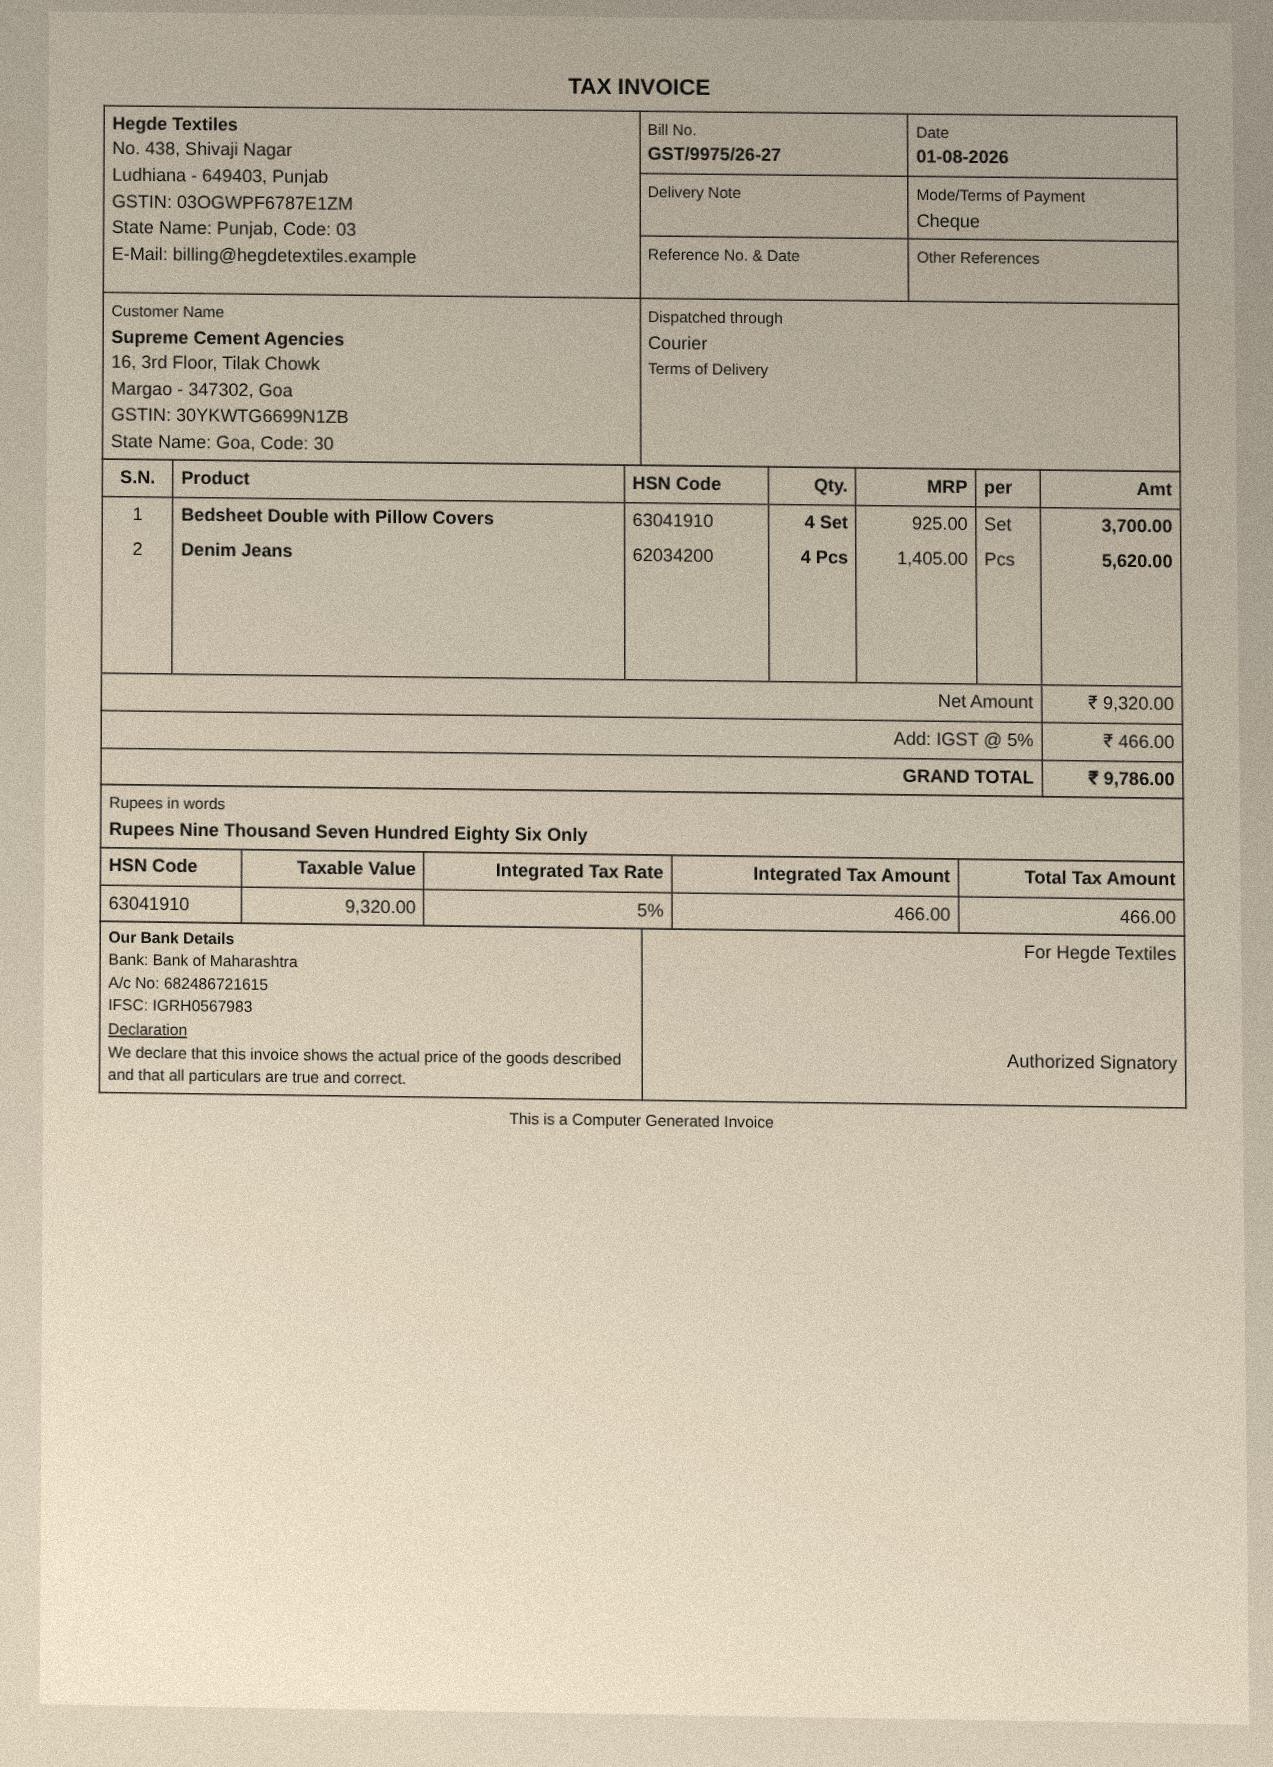 TAX INVOICE
Hegde Textiles
No. 438, Shivaji Nagar
Ludhiana - 649403, Punjab
GSTIN: 03OGWPF6787E1ZM
State Name: Punjab, Code: 03
E-Mail: billing@hegdetextiles.example
Bill No.
GST/9975/26-27
Date
01-08-2026
Delivery Note
Mode/Terms of Payment
Cheque
Reference No. & Date
Other References
Customer Name
Supreme Cement Agencies
16, 3rd Floor, Tilak Chowk
Margao - 347302, Goa
GSTIN: 30YKWTG6699N1ZB
State Name: Goa, Code: 30
Dispatched through
Courier
Terms of Delivery
S.N. Product HSN Code Qty. MRP per Amt
1 Bedsheet Double with Pillow Covers 63041910 4 Set 925.00 Set 3,700.00
2 Denim Jeans 62034200 4 Pcs 1,405.00 Pcs 5,620.00
Net Amount ₹ 9,320.00
Add: IGST @ 5% ₹ 466.00
GRAND TOTAL ₹ 9,786.00
Rupees in words
Rupees Nine Thousand Seven Hundred Eighty Six Only
HSN Code Taxable Value Integrated Tax Rate Integrated Tax Amount Total Tax Amount
63041910 9,320.00 5% 466.00 466.00
Our Bank Details
Bank: Bank of Maharashtra
A/c No: 682486721615
IFSC: IGRH0567983
Declaration
We declare that this invoice shows the actual price of the goods described
and that all particulars are true and correct.
For Hegde Textiles
Authorized Signatory
This is a Computer Generated Invoice